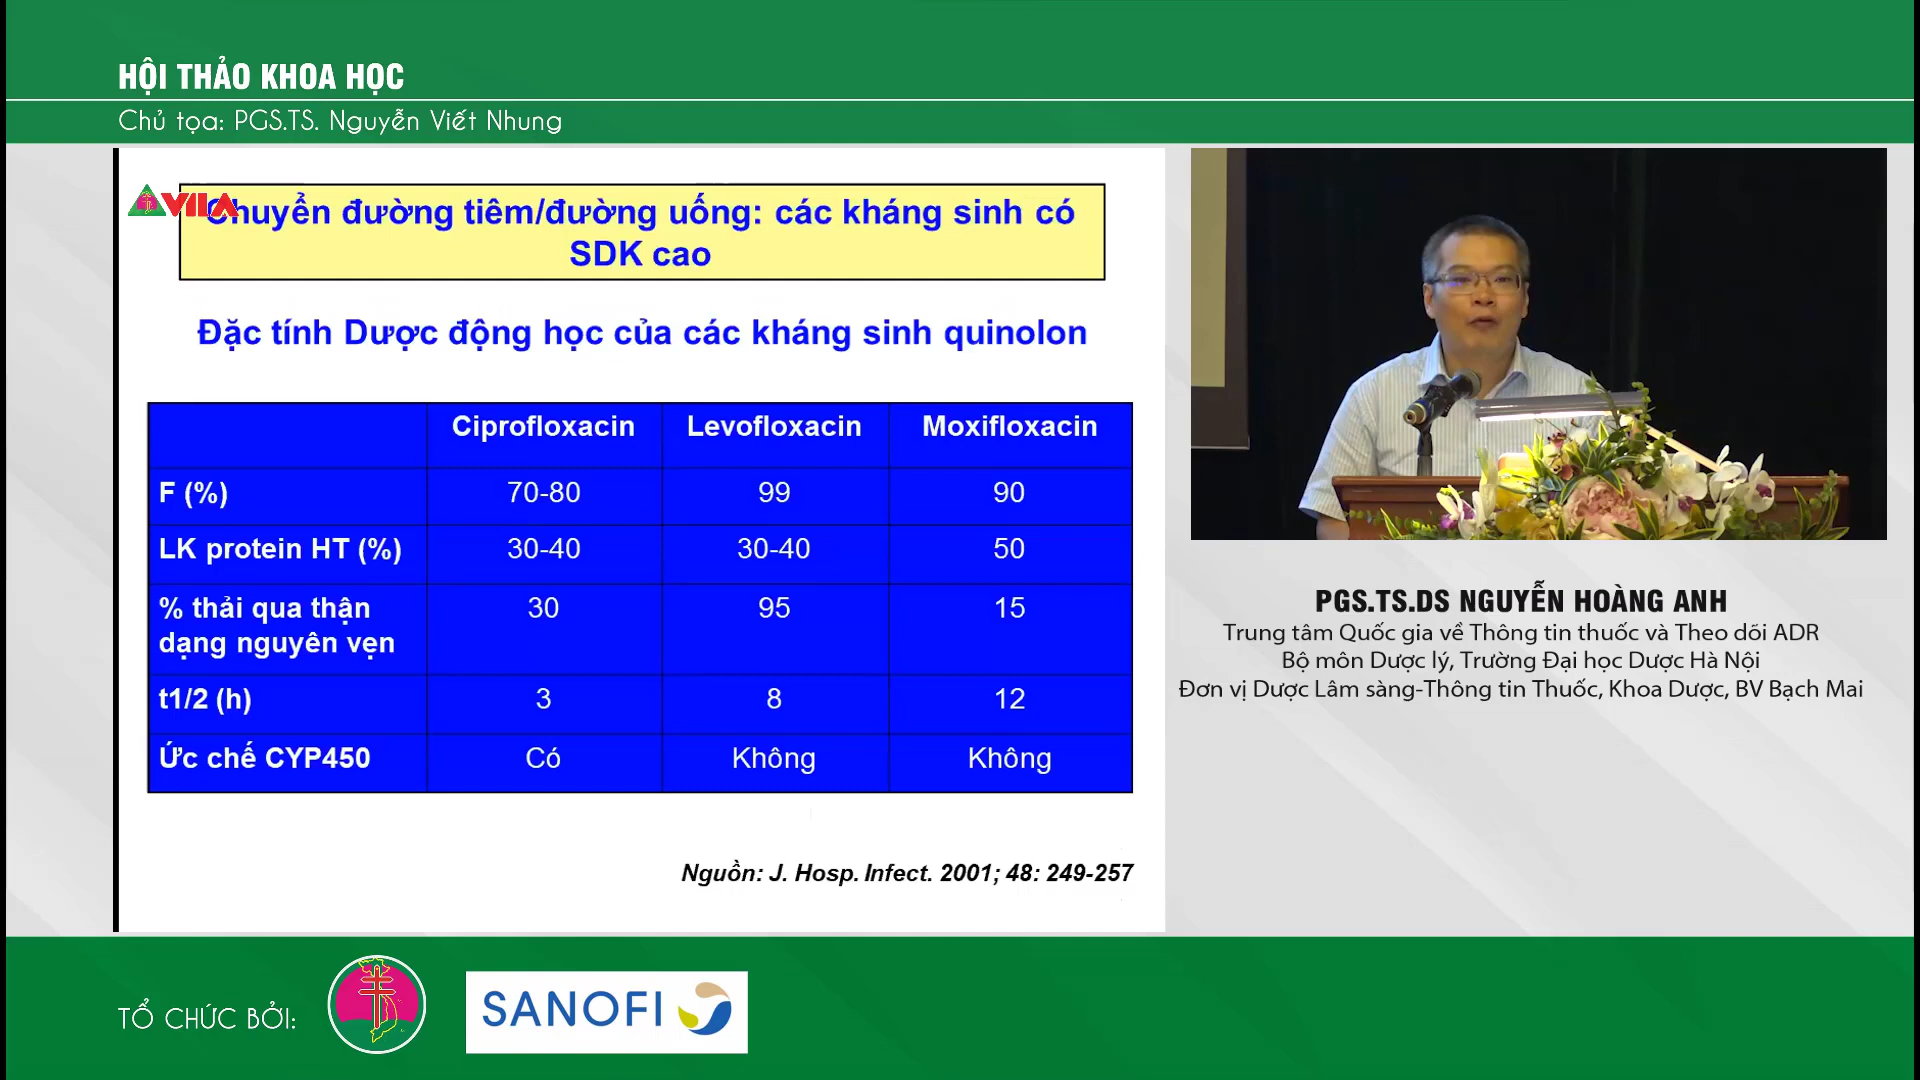 HỘI THẢO KHOA HỌC
Chủ tọa: PGS.TS. Nguyễn Viết Nhung
VILA
Chuyển đường tiêm/đường uống: các kháng sinh có
SDK cao
Đặc tính Dược động học của các kháng sinh quinolon
Ciprofloxacin Levofloxacin Moxifloxacin
F (%) 70-80 99 90
LK protein HT (%) 30-40 30-40 50
% thải qua thận
dạng nguyên vẹn 30 95 15
t1/2 (h) 3 8 12
Ức chế CYP450 Có Không Không
Nguồn: J. Hosp. Infect. 2001; 48: 249-257
PGS.TS.DS NGUYỄN HOÀNG ANH
Trung tâm Quốc gia về Thông tin thuốc và Theo dõi ADR
Bộ môn Dược lý, Trường Đại học Dược Hà Nội
Đơn vị Dược Lâm sàng-Thông tin Thuốc, Khoa Dược, BV Bạch Mai
TỔ CHỨC BỞI:
SANOFI